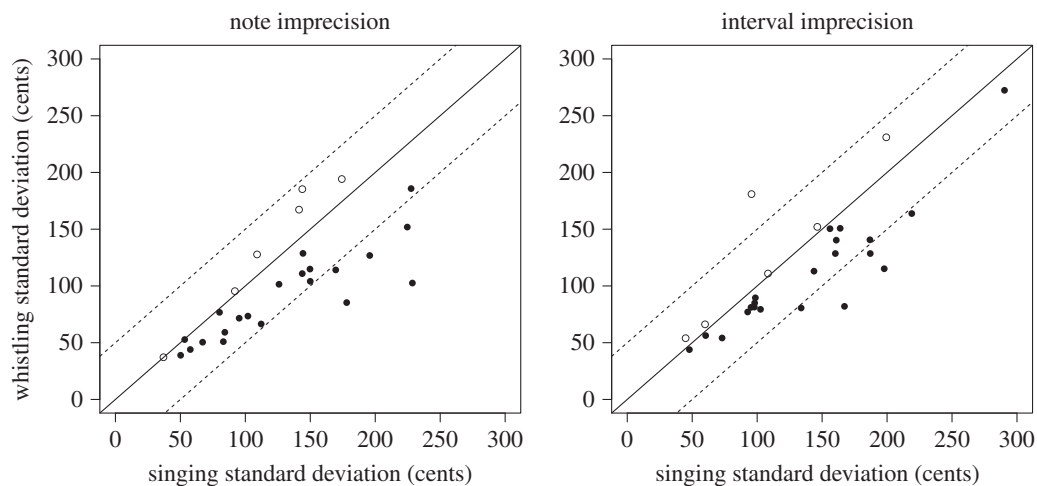 note imprecision
interval imprecision
whistling standard deviation (cents)
300
250
200
150
100
50
0
0 50 100 150 200 250 300
singing standard deviation (cents)
300
250
200
150
100
50
0
0 50 100 150 200 250 300
singing standard deviation (cents)